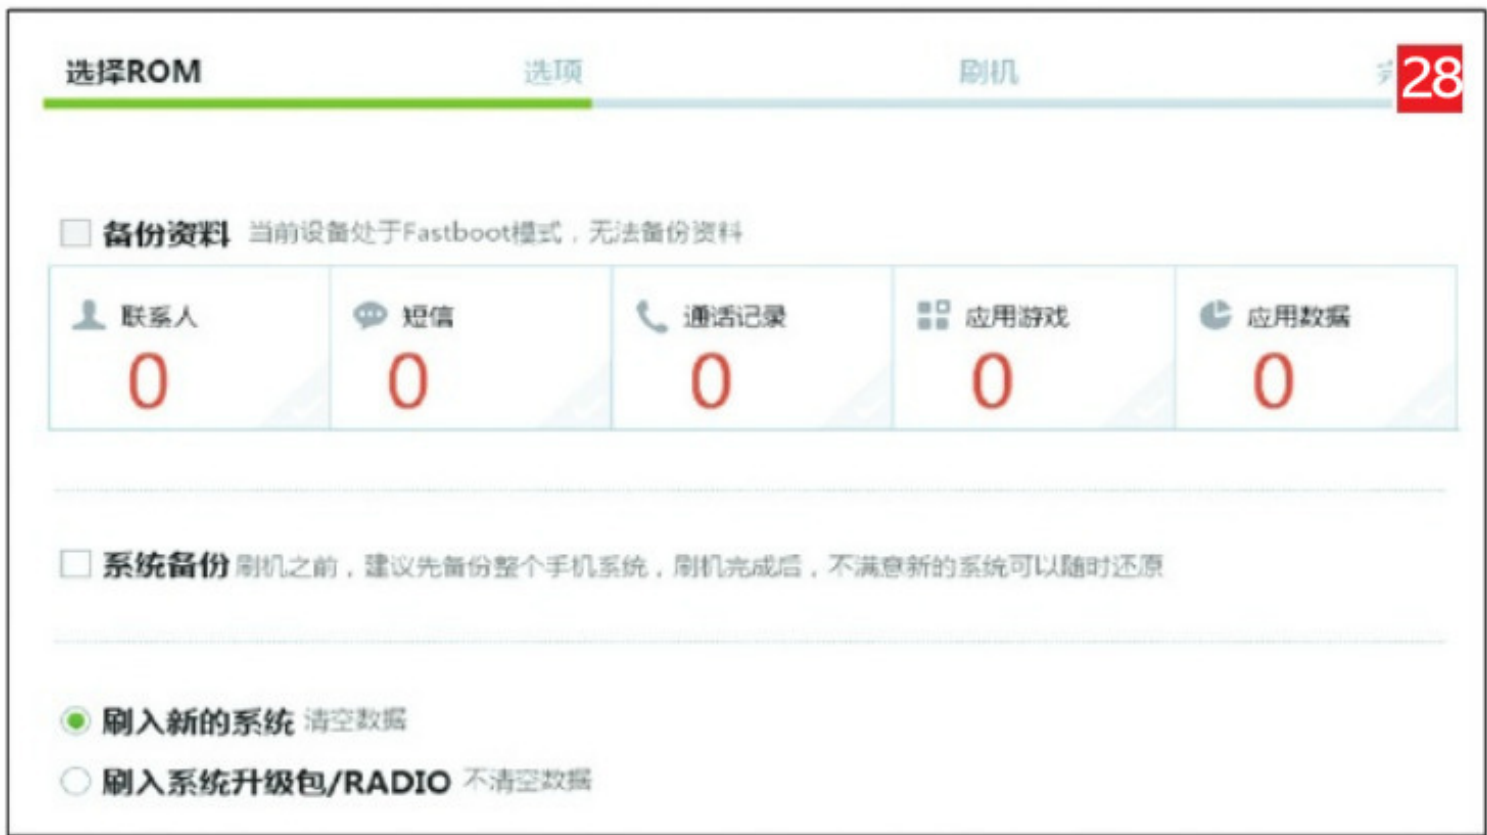 选择ROM 选项 刷机 28
备份资料 当前设备处于Fastboot模式，无法备份资料
联系人 短信 通话记录 应用游戏 应用数据
0 0 0 0 0
系统备份 刷机之前，建议先备份整个手机系统，刷机完成后，不满意新的系统可以随时还原
刷入新的系统 清空数据
刷入系统升级包/RADIO 不清空数据